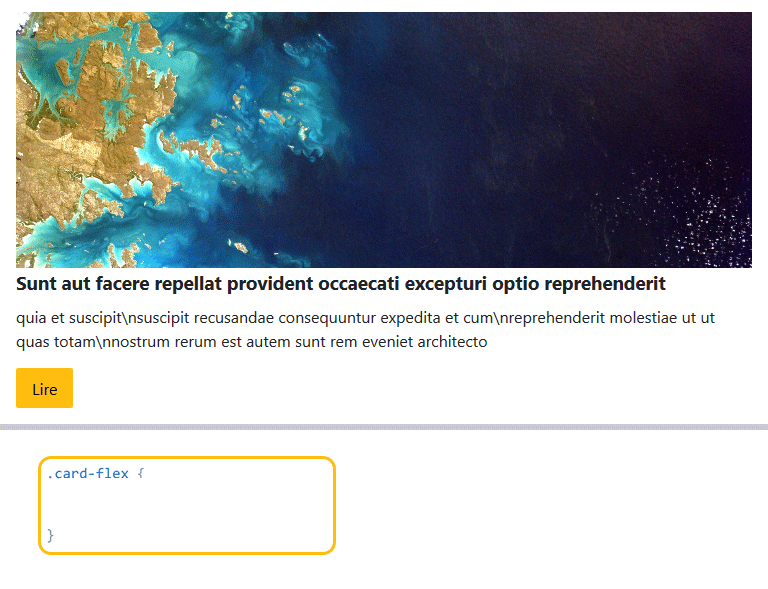 Sunt aut facere repellat provident occaecati excepturi optio reprehenderit
quia et suscipit\nsuscipit recusandae consequuntur expedita et cum\nreprehenderit molestiae ut ut
quas totam\nnostrum rerum est autem sunt rem eveniet architecto
Lire
.card-flex {
}